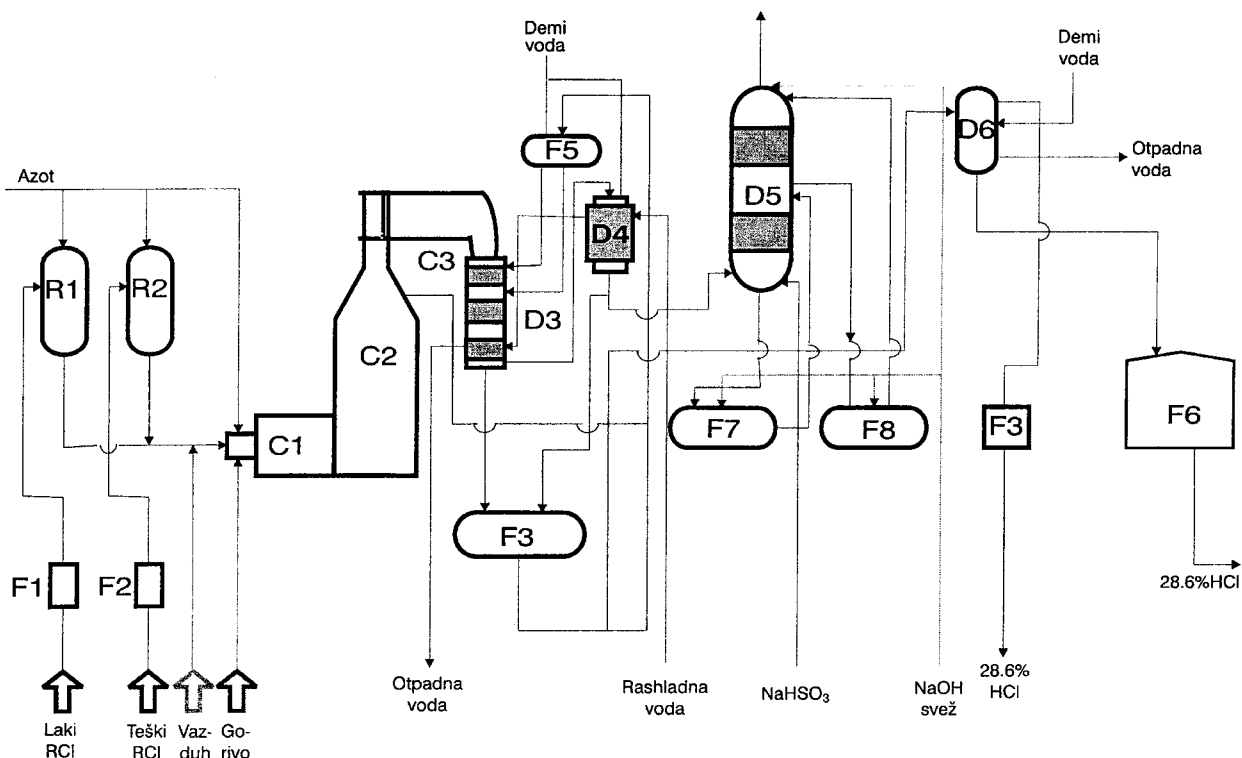 Demi
voda
Demi
voda
Azot
F5
D6
Otpadna
voda
D4
D5
R1
R2
C3
D3
C2
F7
F8
F3
F6
C1
F3
F1
F2
28.6%HCl
Otpadna
voda
Rashladna
voda
NaHSO₃
NaOH
svež
28.6%
HCl
Laki
RCl
Teški
RCl
Vaz-
duh
Go-
rivo